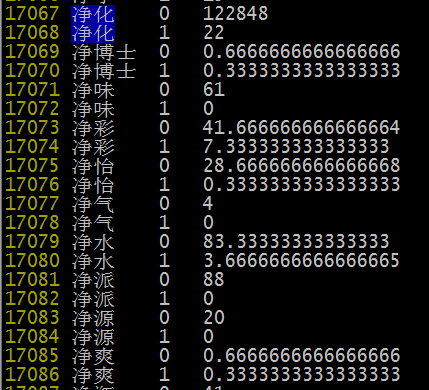 17067 净化 0 122848
17068 净化 1 22
17069 净博士 0 0.6666666666666666
17070 净博士 1 0.3333333333333333
17071 净味 0 61
17072 净味 1 0
17073 净彩 0 41.666666666666664
17074 净彩 1 7.333333333333333
17075 净怡 0 28.666666666666668
17076 净怡 1 0.3333333333333333
17077 净气 0 4
17078 净气 1 0
17079 净水 0 83.33333333333333
17080 净水 1 3.6666666666666665
17081 净派 0 88
17082 净派 1 0
17083 净源 0 20
17084 净源 1 0
17085 净爽 0 0.6666666666666666
17086 净爽 1 0.3333333333333333